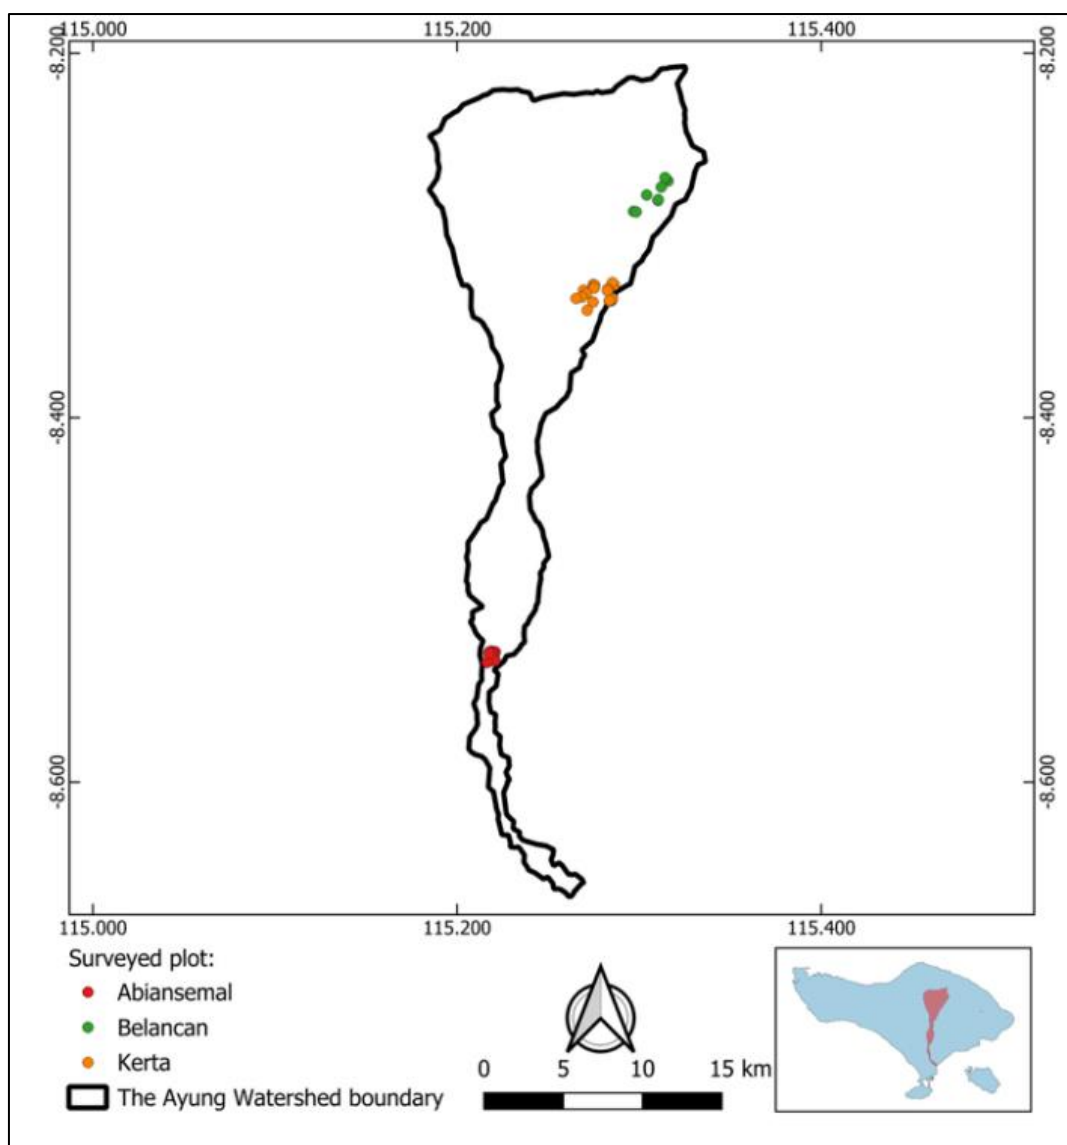 115.000 115.200 115.400
-8.200 -8.200
-8.400 -8.400
-8.600 -8.600
115.000 115.200 115.400
Surveyed plot:
Abiansemal
Belancan
Kerta
The Ayung Watershed boundary
0 5 10 15 km